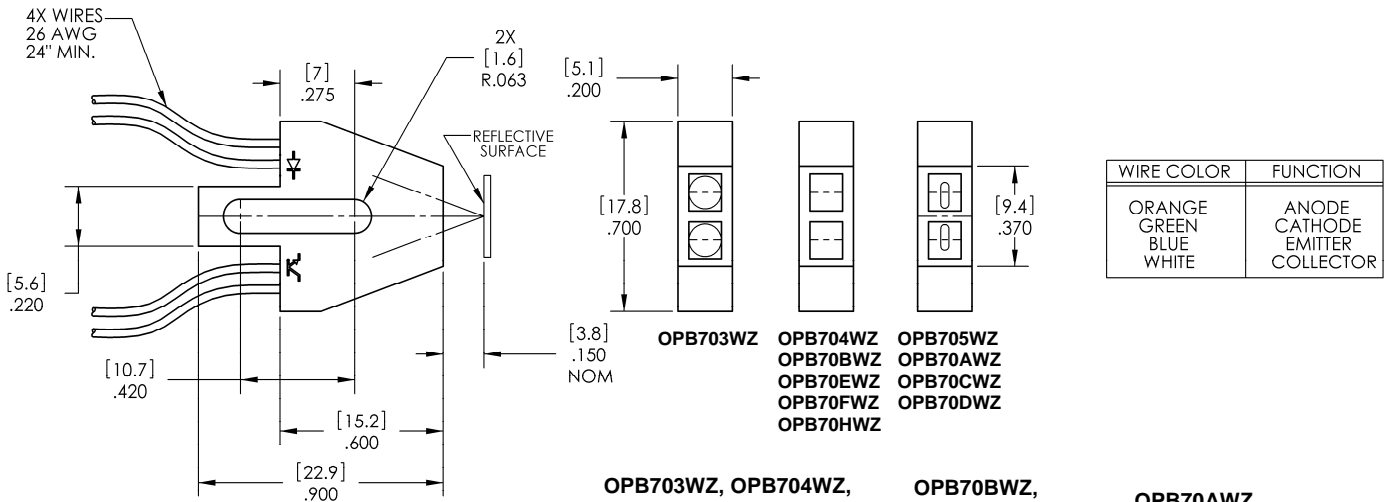 4X WIRES
26 AWG
24" MIN.
[7]
.275
2X
[1.6]
R.063
REFLECTIVE
SURFACE
[5.6]
.220
[10.7]
.420
[15.2]
.600
[22.9]
.900
[3.8]
.150
NOM
[5.1]
.200
[17.8]
.700
[9.4]
.370
OPB703WZ
OPB704WZ
OPB70BWZ
OPB70EWZ
OPB70FWZ
OPB70HWZ
OPB705WZ
OPB70AWZ
OPB70CWZ
OPB70DWZ
WIRE COLOR FUNCTION
ORANGE ANODE
GREEN CATHODE
BLUE EMITTER
WHITE COLLECTOR
OPB703WZ, OPB704WZ,
OPB70BWZ,
OPB70AWZ